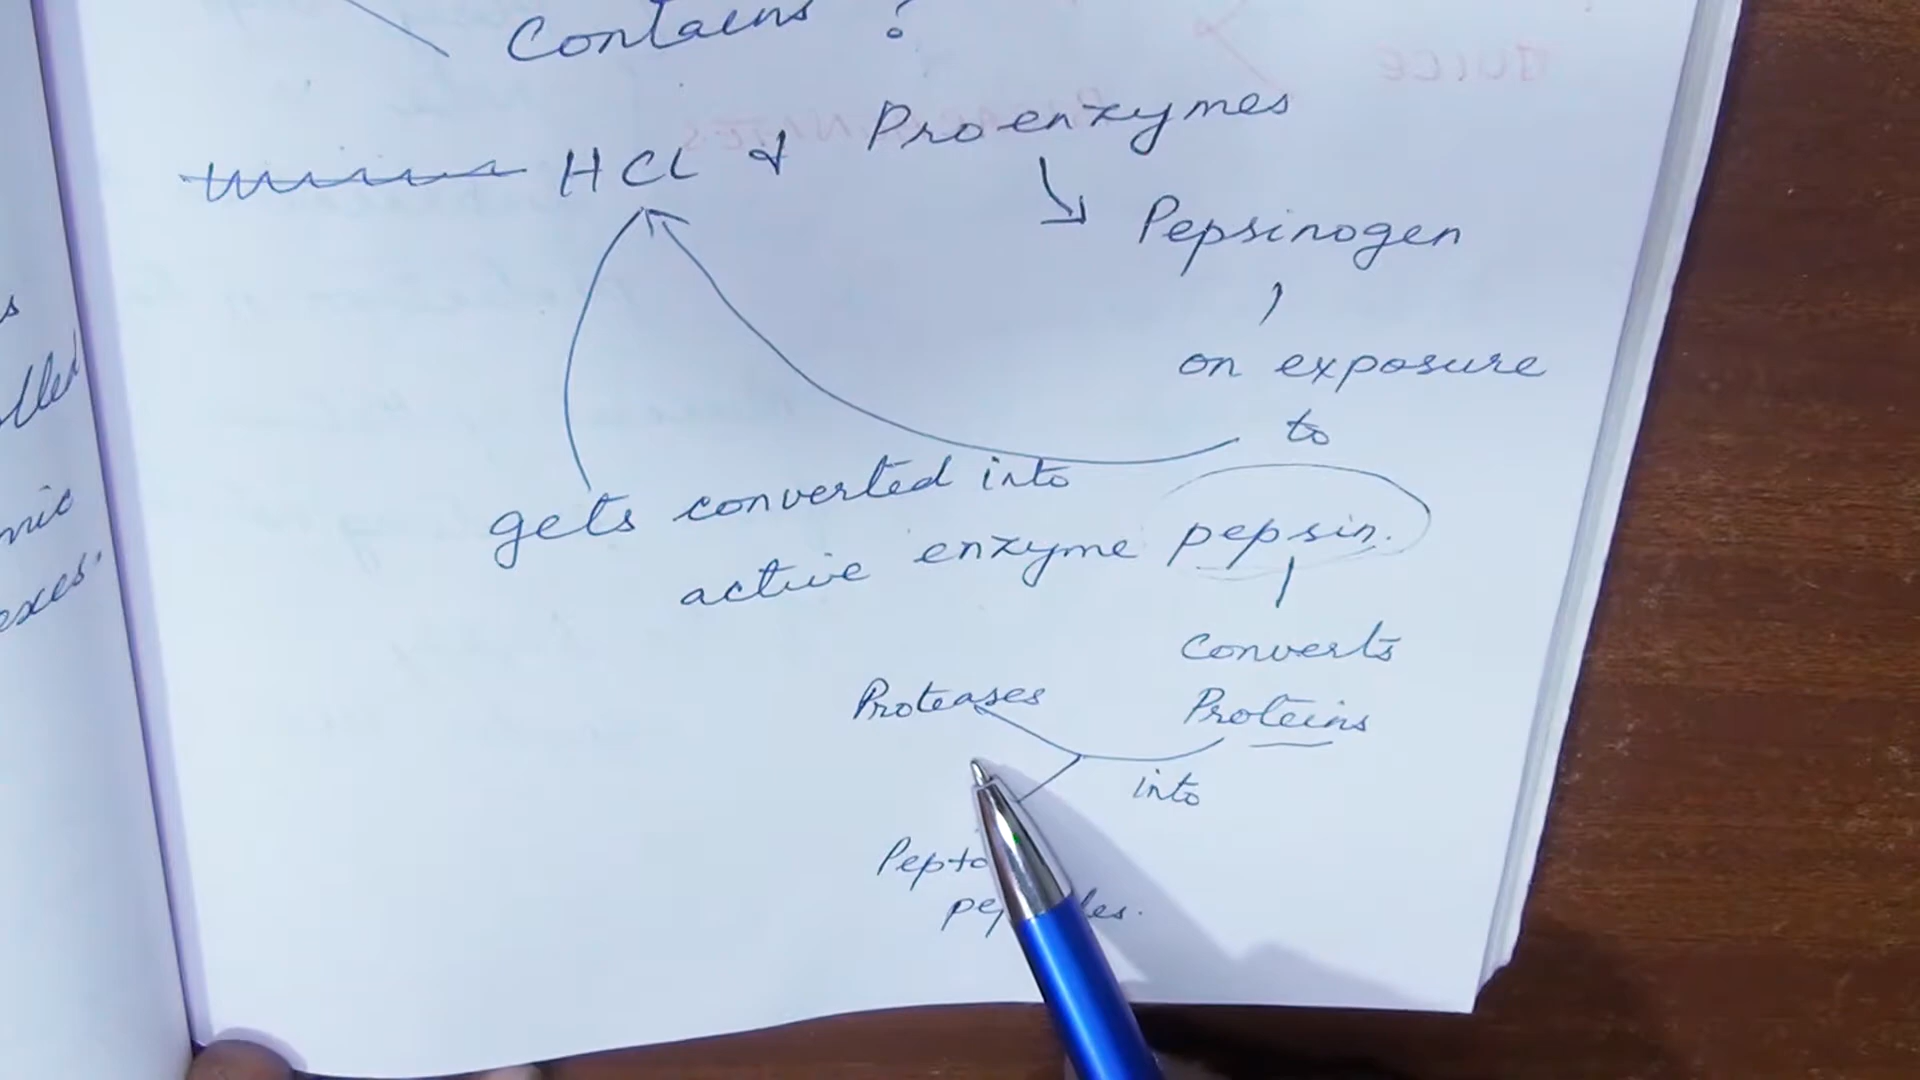 Contains ?
HCl & Proenzymes
Pepsinogen
on exposure
to
gets converted into
active enzyme pepsin.
Converts
Proteases
Proteins
into